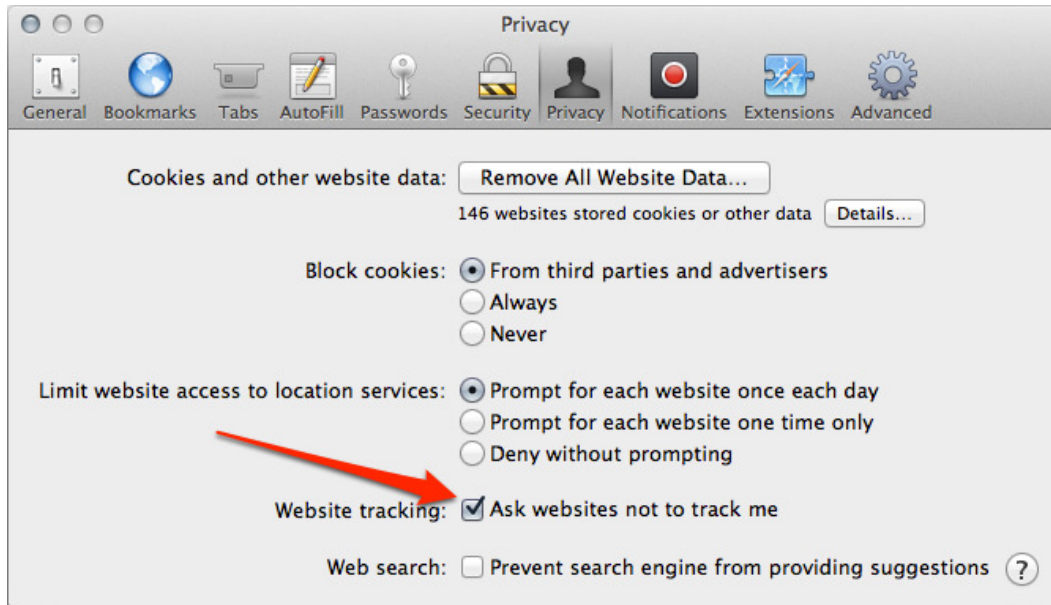 Privacy
General Bookmarks Tabs AutoFill Passwords Security Privacy Notifications Extensions Advanced
Cookies and other website data: Remove All Website Data...
146 websites stored cookies or other data Details...
Block cookies: From third parties and advertisers
Always
Never
Limit website access to location services: Prompt for each website once each day
Prompt for each website one time only
Deny without prompting
Website tracking: Ask websites not to track me
Web search: Prevent search engine from providing suggestions ?